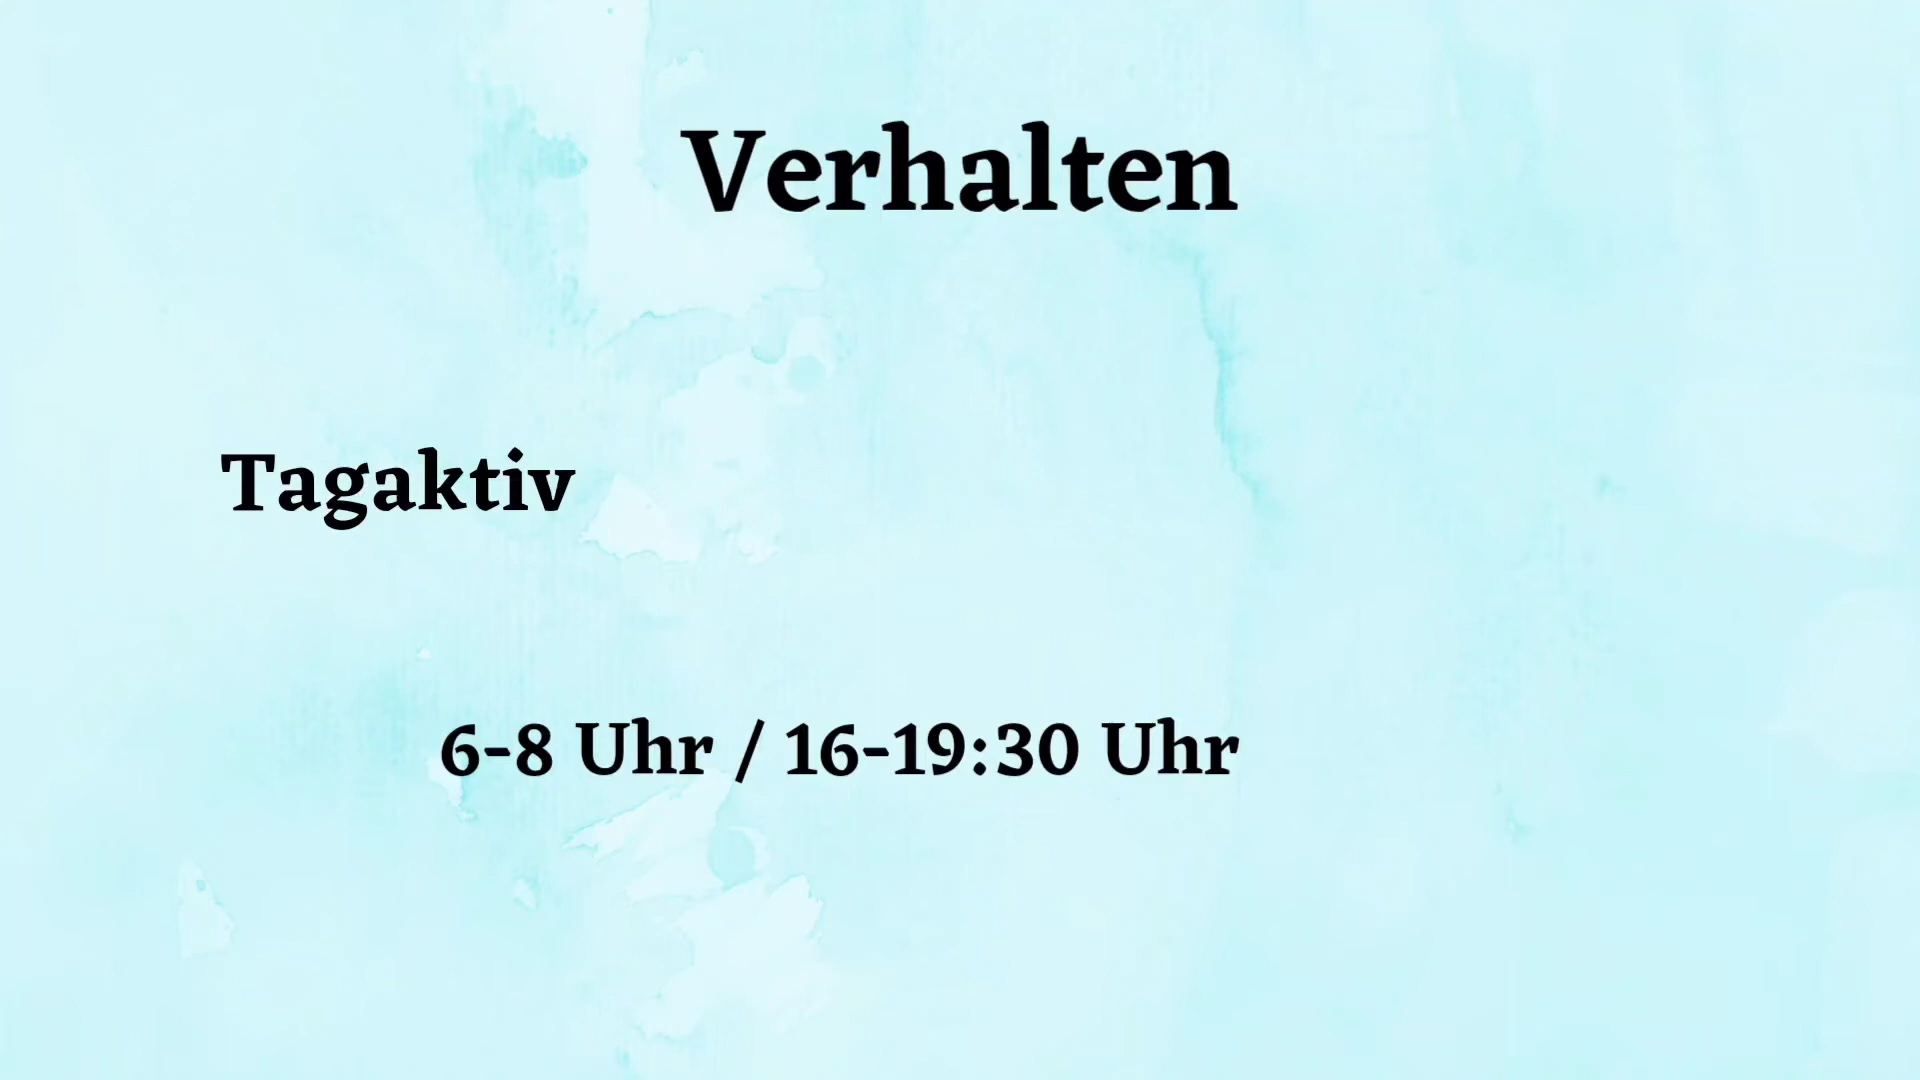 Verhalten
Tagaktiv
6-8 Uhr / 16-19:30 Uhr